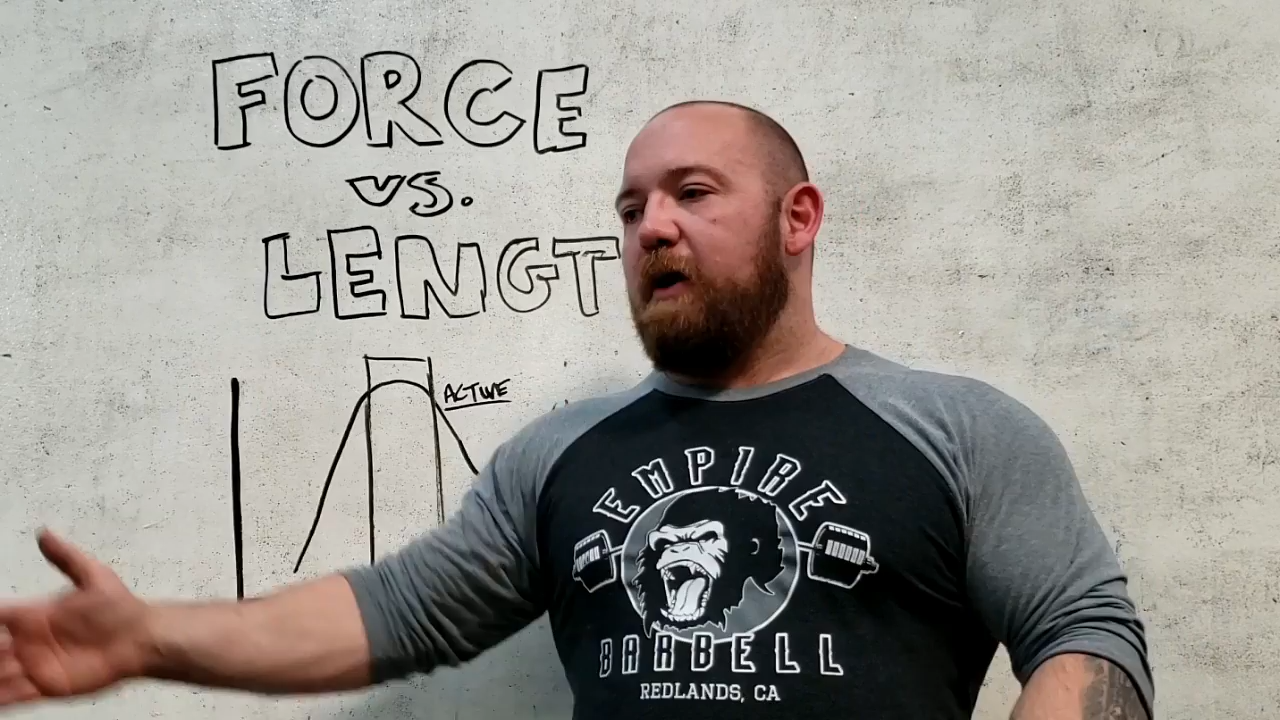 FORCE
vs.
LENGT
ACTIVE
EMPIRE
BARBELL
REDLANDS, CA